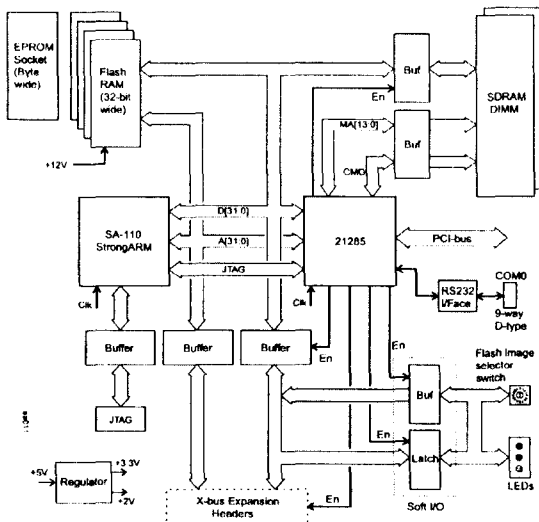 EPROM
Socket
(Byte
wide)
Flash
RAM
(32-bit
wide)
Buf
SDRAM
DIMM
En
MA[13:0]
Buf
+12V
CMD
SA-110
StrongARM
D[31:0]
A[31:0]
JTAG
21285
PCI-bus
Clk
Clk
RS232
I/Face
COM0
9-way
D-type
Buffer
Buffer
Buffer
En
En
Flash Image
selector
switch
Buf
JTAG
En
Latch
LEDs
+5V
Regulator
+3.3V
+2V
X-bus Expansion
Headers
En
Soft I/O